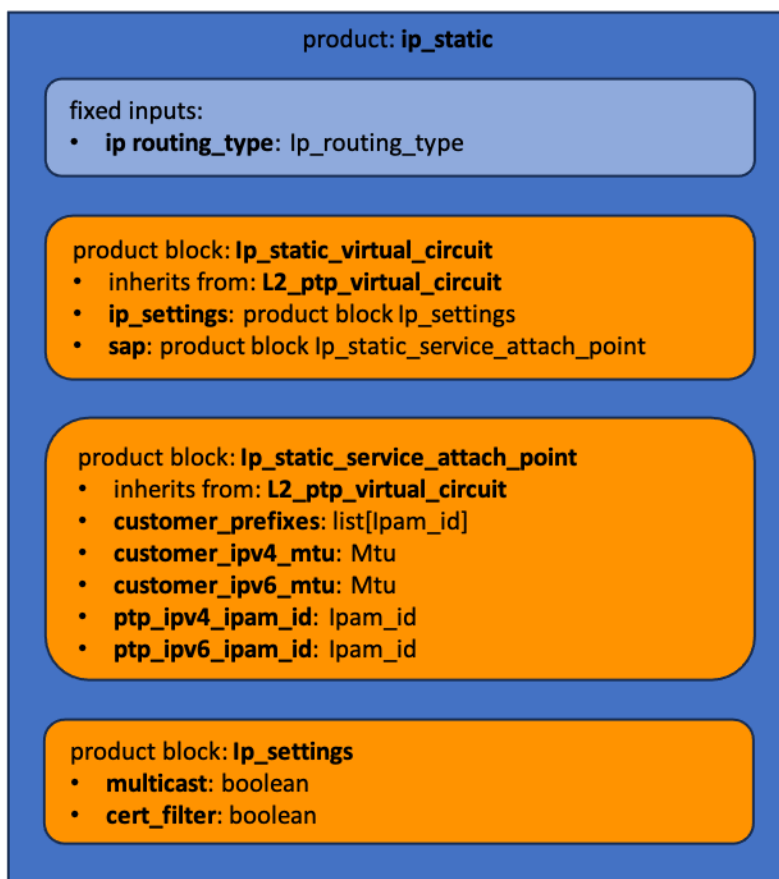 product: ip_static
fixed inputs:
• ip routing_type: Ip_routing_type
product block: Ip_static_virtual_circuit
• inherits from: L2_ptp_virtual_circuit
• ip_settings: product block Ip_settings
• sap: product block Ip_static_service_attach_point
product block: Ip_static_service_attach_point
• inherits from: L2_ptp_virtual_circuit
• customer_prefixes: list[Ipam_id]
• customer_ipv4_mtu: Mtu
• customer_ipv6_mtu: Mtu
• ptp_ipv4_ipam_id: Ipam_id
• ptp_ipv6_ipam_id: Ipam_id
product block: Ip_settings
• multicast: boolean
• cert_filter: boolean